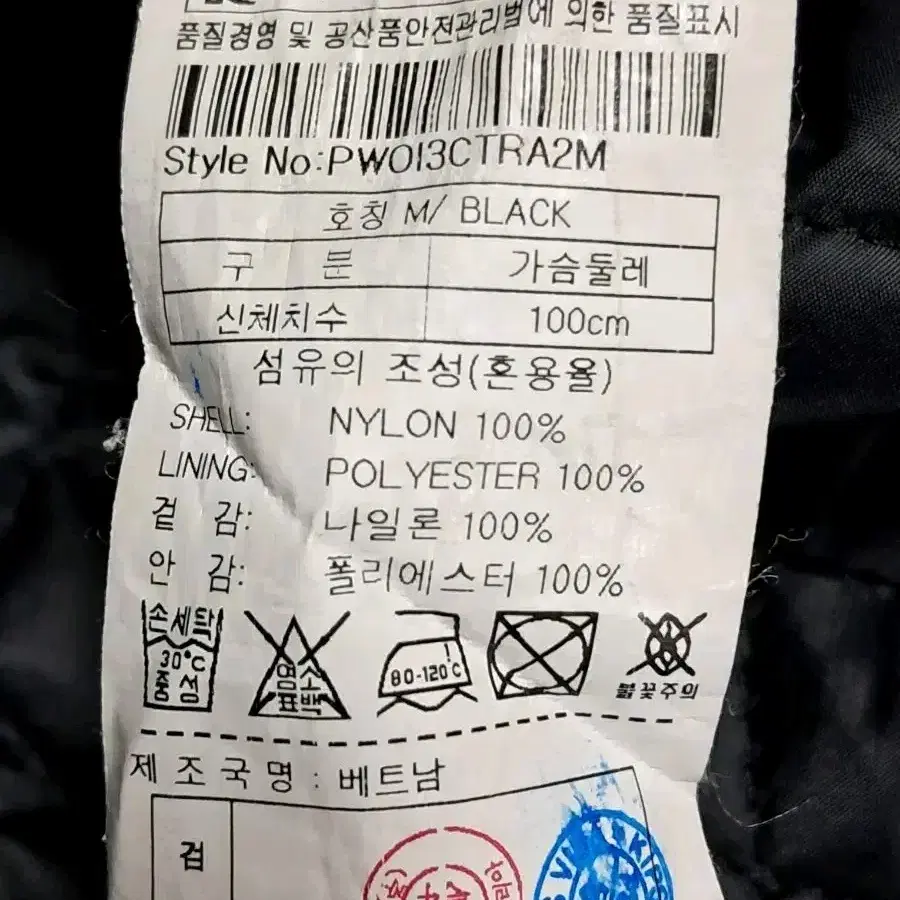 품질경영 및 공산품안전관리법에 의한 품질표시
Style No:PW013CTRA2M
호칭 M/ BLACK
구 분 가슴둘레
신체치수 100cm
섬유의 조성(혼용율)
SHELL: NYLON 100%
LINING: POLYESTER 100%
겉 감: 나일론 100%
안 감: 폴리에스터 100%
손세탁
30°C
중성
염소
표백
80-120°C
불꽃주의
제조국명 : 베트남
검